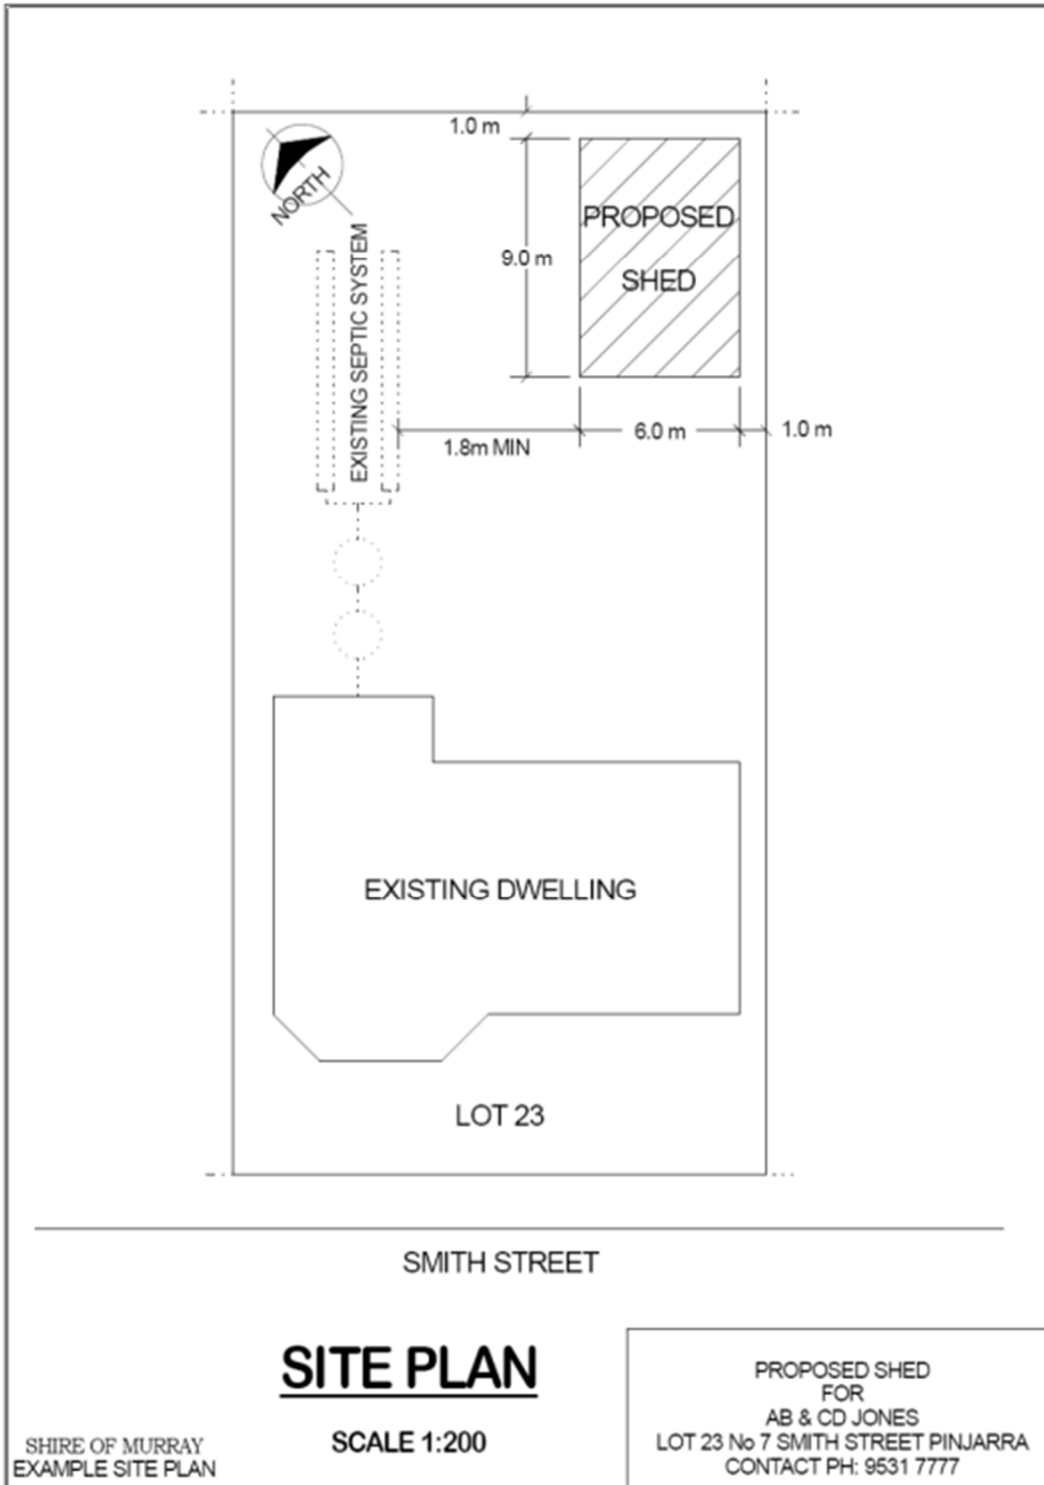 1.0 m
NORTH
EXISTING SEPTIC SYSTEM
PROPOSED
SHED
9.0 m
1.8m MIN
6.0 m
1.0 m
EXISTING DWELLING
LOT 23
SMITH STREET
SITE PLAN
SCALE 1:200
SHIRE OF MURRAY
EXAMPLE SITE PLAN
PROPOSED SHED
FOR
AB & CD JONES
LOT 23 No 7 SMITH STREET PINJARRA
CONTACT PH: 9531 7777